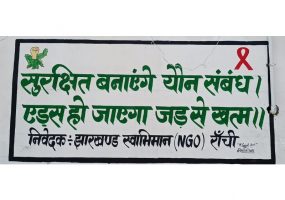 सुरक्षित बनाएंगे यौन संबंध।
एड्स हो जाएगा जड़ से खत्म।।
निवेदक :- झारखण्ड स्वाभिमान (NGO) राँची